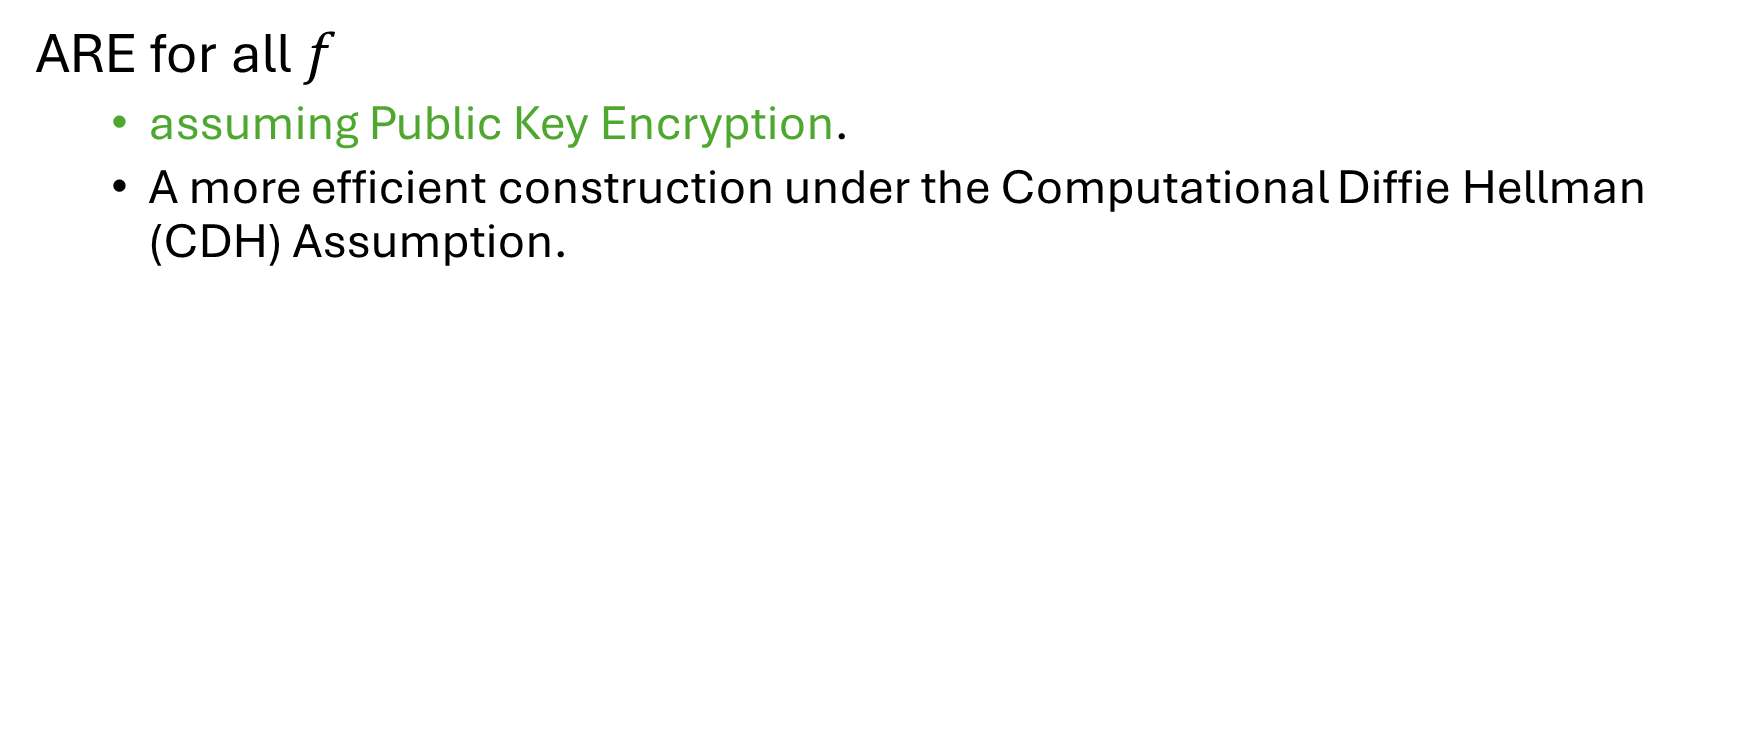 ARE for all f
• assuming Public Key Encryption.
• A more efficient construction under the Computational Diffie Hellman
(CDH) Assumption.